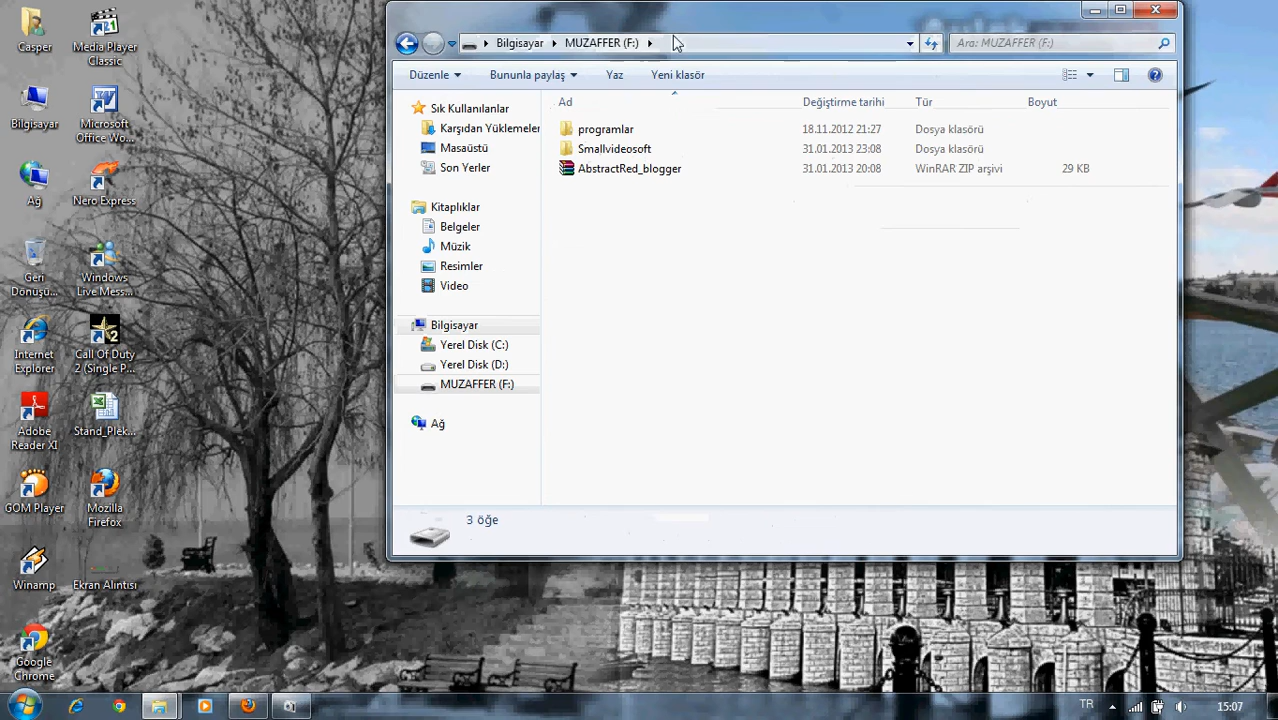 Casper
Media Player
Classic
Bilgisayar
Microsoft
Office Wo...
Ağ
Nero Express
Geri
Dönüşü...
Windows
Live Mess...
Internet
Explorer
Call Of Duty
2 (Single P...
Adobe
Reader XI
Stand_Plek...
GOM Player
Mozilla
Firefox
Winamp
Ekran Alıntısı
Google
Chrome
Bilgisayar
MUZAFFER (F:)
Ara: MUZAFFER (F:)
Düzenle
Bununla paylaş
Yaz
Yeni klasör
Sık Kullanılanlar
Karşıdan Yüklemeler
Masaüstü
Son Yerler
Kitaplıklar
Belgeler
Müzik
Resimler
Video
Bilgisayar
Yerel Disk (C:)
Yerel Disk (D:)
MUZAFFER (F:)
Ağ
Ad Değiştirme tarihi Tür Boyut
programlar 18.11.2012 21:27 Dosya klasörü
Smallvideosoft 31.01.2013 23:08 Dosya klasörü
AbstractRed_blogger 31.01.2013 20:08 WinRAR ZIP arşivi 29 KB
3 öğe
TR
15:07